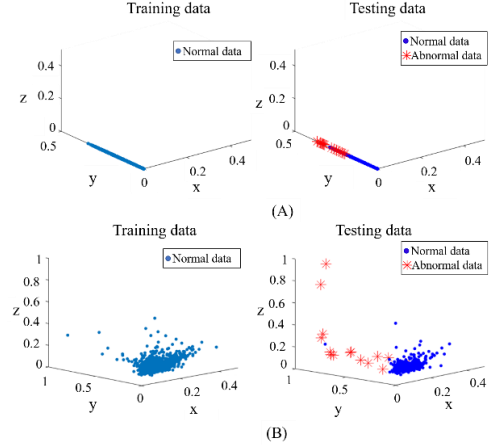 Training data
Normal data
z
0.4
0.2
0
0.5
y
0
0.2
0.4
x
Testing data
Normal data
Abnormal data
z
0.4
0.2
0
0.5
y
0
0.2
0.4
x
(A)
Training data
Normal data
z
1
0.8
0.6
0.4
0.2
0
1
0.5
y
0
0.2
0.4
x
Testing data
Normal data
Abnormal data
z
1
0.8
0.6
0.4
0.2
0
1
0.5
y
0
0.2
0.4
x
(B)